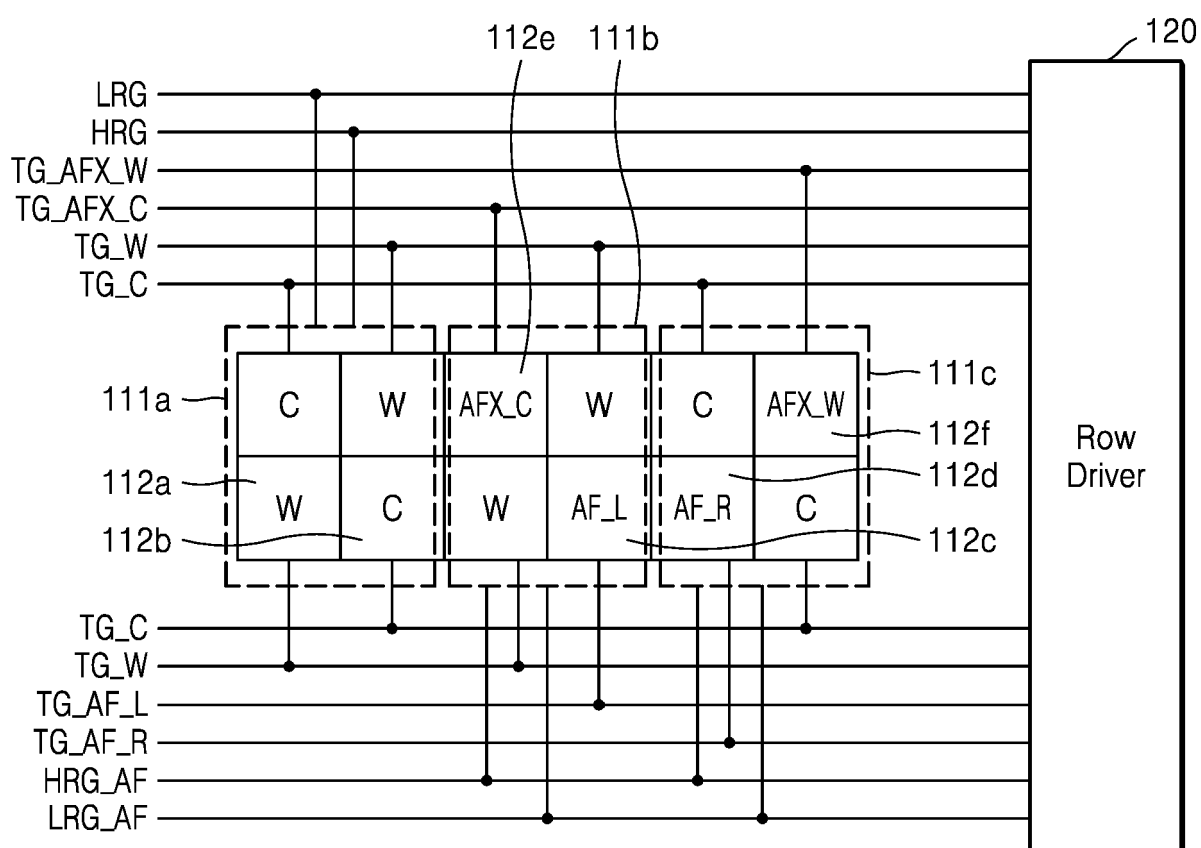 112e 111b 120
LRG
HRG
TG_AFX_W
TG_AFX_C
TG_W
TG_C
111a C W AFX_C W C AFX_W 111c
112f
Row
Driver
112a W C W AF_L AF_R C 112d
112b 112c
TG_C
TG_W
TG_AF_L
TG_AF_R
HRG_AF
LRG_AF